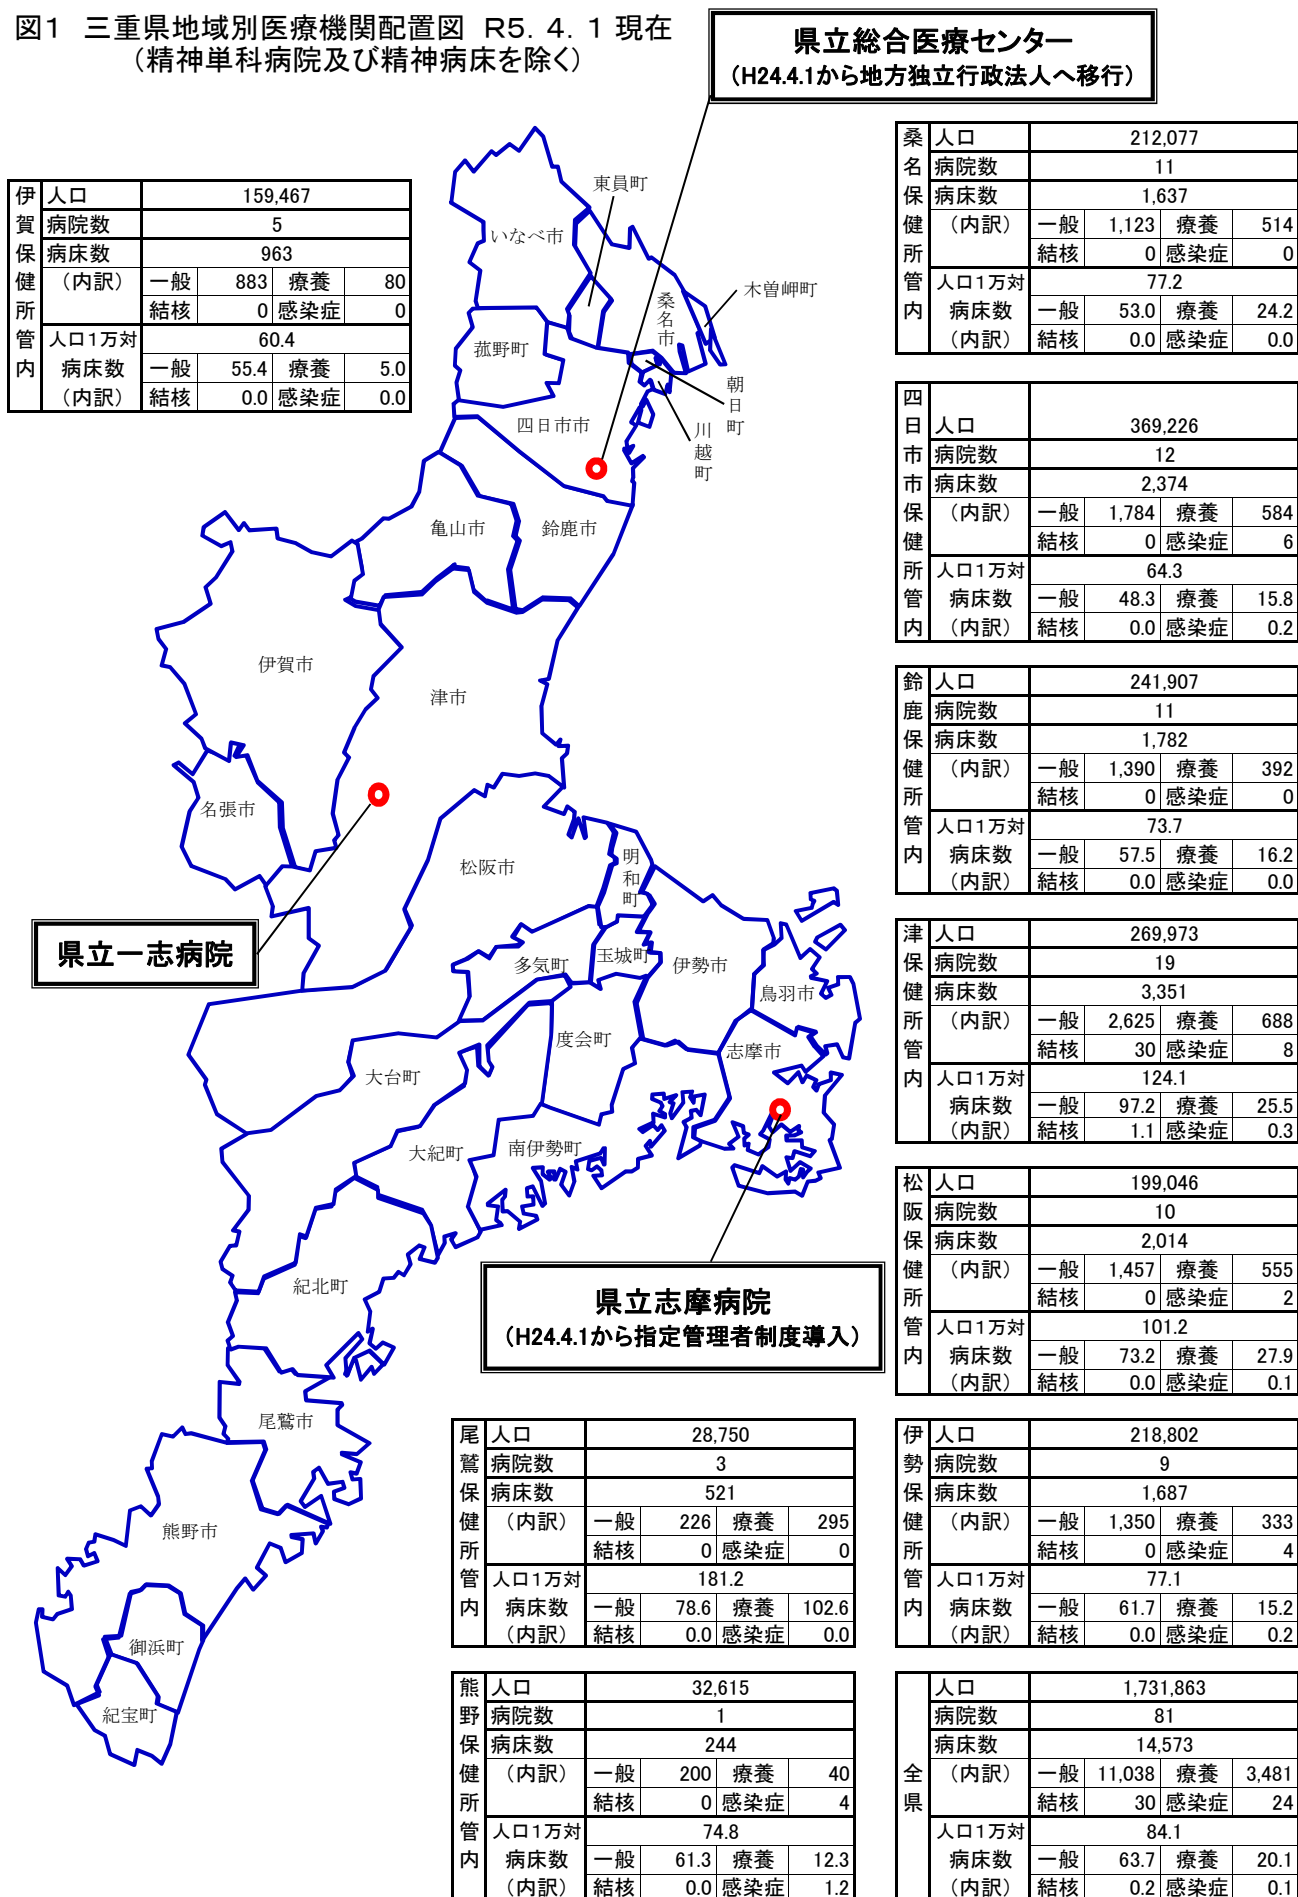 図1 三重県地域別医療機関配置図 R5. 4. 1 現在
(精神単科病院及び精神病床を除く)
県立総合医療センター
(H24.4.1から地方独立行政法人へ移行)
伊賀保健所管内
人口 159,467
病院数 5
病床数 963
(内訳) 一般 883 療養 80
結核 0 感染症 0
人口1万対 60.4
病床数 一般 55.4 療養 5.0
(内訳) 結核 0.0 感染症 0.0
桑名保健所管内
人口 212,077
病院数 11
病床数 1,637
(内訳) 一般 1,123 療養 514
結核 0 感染症 0
人口1万対 77.2
病床数 一般 53.0 療養 24.2
(内訳) 結核 0.0 感染症 0.0
四日市市保健所管内
人口 369,226
病院数 12
病床数 2,374
(内訳) 一般 1,784 療養 584
結核 0 感染症 6
人口1万対 64.3
病床数 一般 48.3 療養 15.8
(内訳) 結核 0.0 感染症 0.2
鈴鹿保健所管内
人口 241,907
病院数 11
病床数 1,782
(内訳) 一般 1,390 療養 392
結核 0 感染症 0
人口1万対 73.7
病床数 一般 57.5 療養 16.2
(内訳) 結核 0.0 感染症 0.0
津保健所管内
人口 269,973
病院数 19
病床数 3,351
(内訳) 一般 2,625 療養 688
結核 30 感染症 8
人口1万対 124.1
病床数 一般 97.2 療養 25.5
(内訳) 結核 1.1 感染症 0.3
松阪保健所管内
人口 199,046
病院数 10
病床数 2,014
(内訳) 一般 1,457 療養 555
結核 0 感染症 2
人口1万対 101.2
病床数 一般 73.2 療養 27.9
(内訳) 結核 0.0 感染症 0.1
伊勢保健所管内
人口 218,802
病院数 9
病床数 1,687
(内訳) 一般 1,350 療養 333
結核 0 感染症 4
人口1万対 77.1
病床数 一般 61.7 療養 15.2
(内訳) 結核 0.0 感染症 0.2
尾鷲保健所管内
人口 28,750
病院数 3
病床数 521
(内訳) 一般 226 療養 295
結核 0 感染症 0
人口1万対 181.2
病床数 一般 78.6 療養 102.6
(内訳) 結核 0.0 感染症 0.0
熊野保健所管内
人口 32,615
病院数 1
病床数 244
(内訳) 一般 200 療養 40
結核 0 感染症 4
人口1万対 74.8
病床数 一般 61.3 療養 12.3
(内訳) 結核 0.0 感染症 1.2
全県
人口 1,731,863
病院数 81
病床数 14,573
(内訳) 一般 11,038 療養 3,481
結核 30 感染症 24
人口1万対 84.1
病床数 一般 63.7 療養 20.1
(内訳) 結核 0.2 感染症 0.1
東員町
いなべ市
木曽岬町
桑名市
菰野町
朝日町
川越町
四日市市
亀山市
鈴鹿市
伊賀市
津市
名張市
松阪市
明和町
県立一志病院
多気町
玉城町
伊勢市
鳥羽市
度会町
志摩市
大台町
大紀町
南伊勢町
紀北町
県立志摩病院
(H24.4.1から指定管理者制度導入)
尾鷲市
熊野市
御浜町
紀宝町